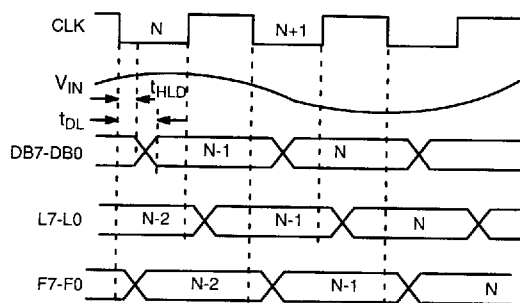 CLK N N+1
VIN tHLD
tDL
DB7-DB0 N-1 N
L7-L0 N-2 N-1 N
F7-F0 N-2 N-1 N